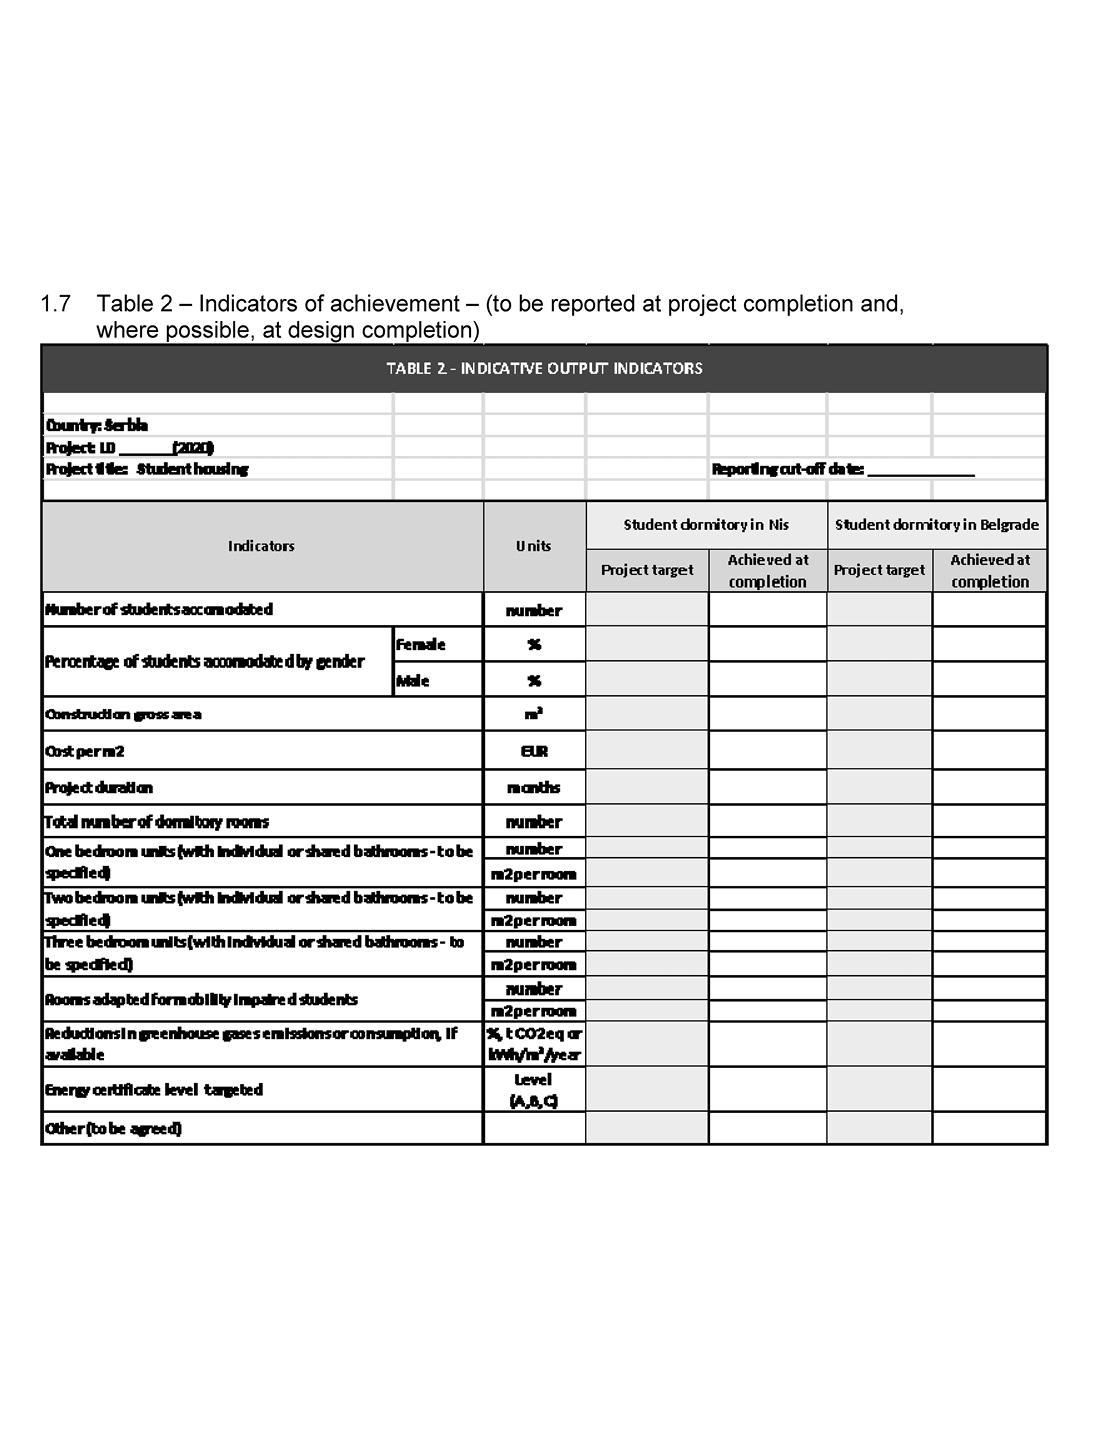 1.7 Table 2 – Indicators of achievement – (to be reported at project completion and,
where possible, at design completion)
TABLE 2 - INDICATIVE OUTPUT INDICATORS
Country: Serbia
Project: LD ______(2020)
Project title: Student housing
Reporting cut-off date: ____________
Indicators
Units
Student dormitory in Nis
Student dormitory in Belgrade
Project target
Achieved at
completion
Project target
Achieved at
completion
Number of students accomodated
number
Percentage of students accomodated by gender
Female
%
Male
%
Construction gross area
m²
Cost per m2
EUR
Project duration
months
Total number of dormitory rooms
number
One bedroom units (with individual or shared bathrooms - to be
specified)
number
m2 per room
Two bedroom units (with individual or shared bathrooms - to be
specified)
number
m2 per room
Three bedroom units (with individual or shared bathrooms - to
be specified)
number
m2 per room
Rooms adapted for mobility impaired students
number
m2 per room
Reductions in greenhouse gases emissions or consumption, if
available
%, t CO2eq or
kWh/m²/year
Energy certificate level targeted
Level
(A,B,C)
Other (to be agreed)